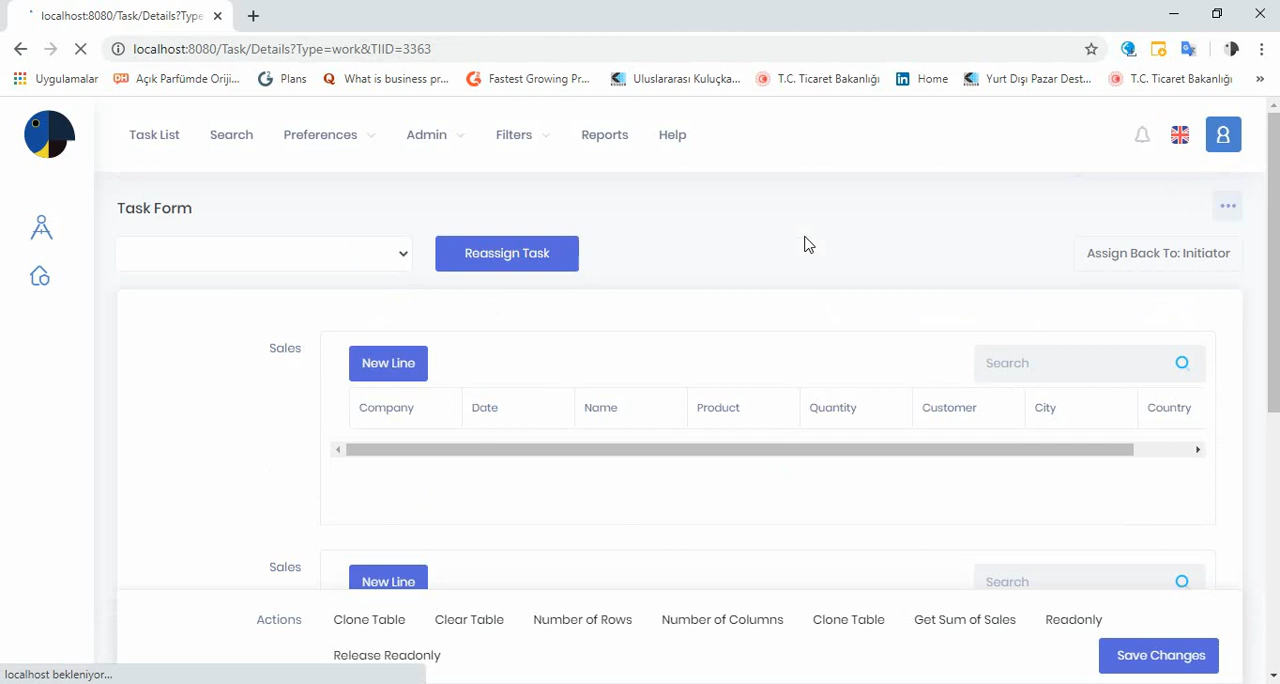 localhost:8080/Task/Details?Type
localhost:8080/Task/Details?Type=work&TIID=3363
Uygulamalar Açık Parfümde Oriji... Plans What is business pr... Fastest Growing Pr... Uluslararası Kuluçka... T.C. Ticaret Bakanlığı Home Yurt Dışı Pazar Dest... T.C. Ticaret Bakanlığı »
Task List Search Preferences Admin Filters Reports Help
Task Form
Reassign Task Assign Back To: Initiator
Sales
New Line Search
Company Date Name Product Quantity Customer City Country
Sales
New Line Search
Actions Clone Table Clear Table Number of Rows Number of Columns Clone Table Get Sum of Sales Readonly
Release Readonly Save Changes
localhost bekleniyor...